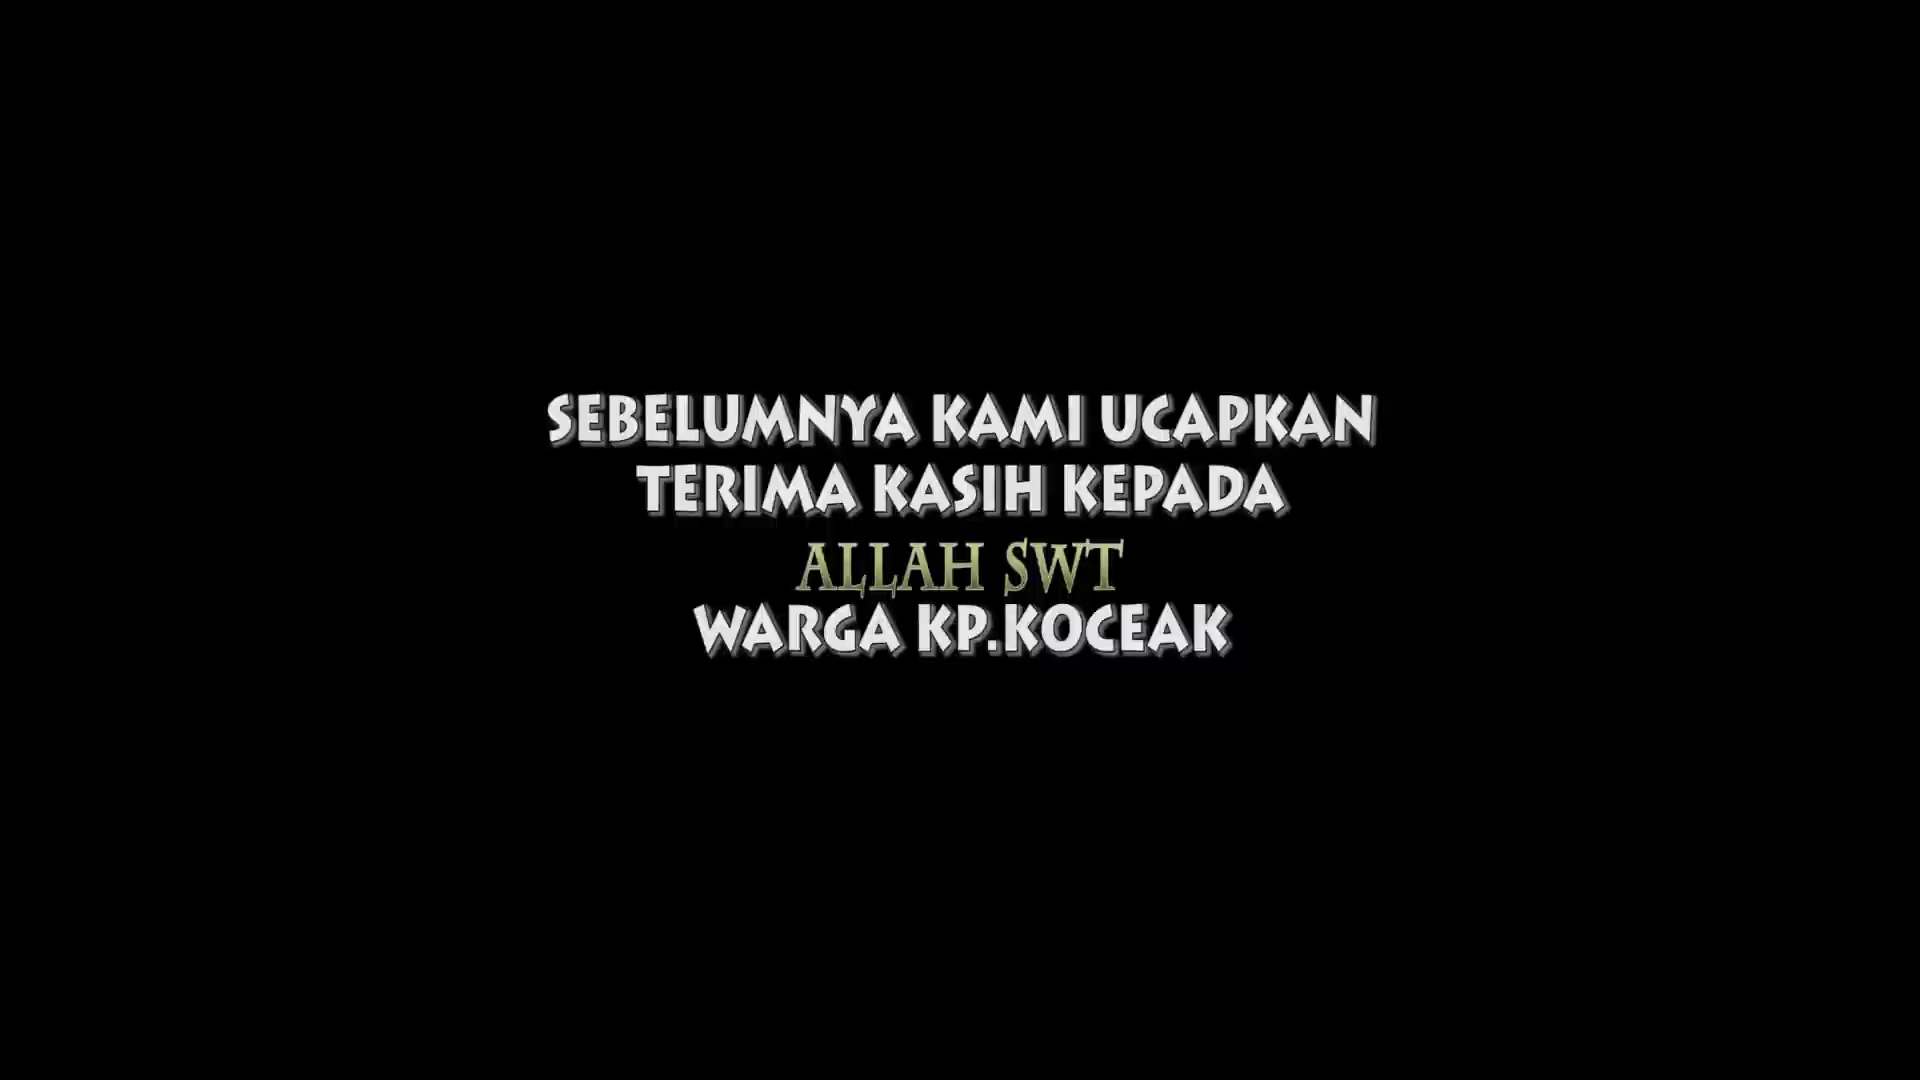 SEBELUMNYA KAMI UCAPKAN
TERIMA KASIH KEPADA
ALLAH SWT
WARGA KP.KOCEAK